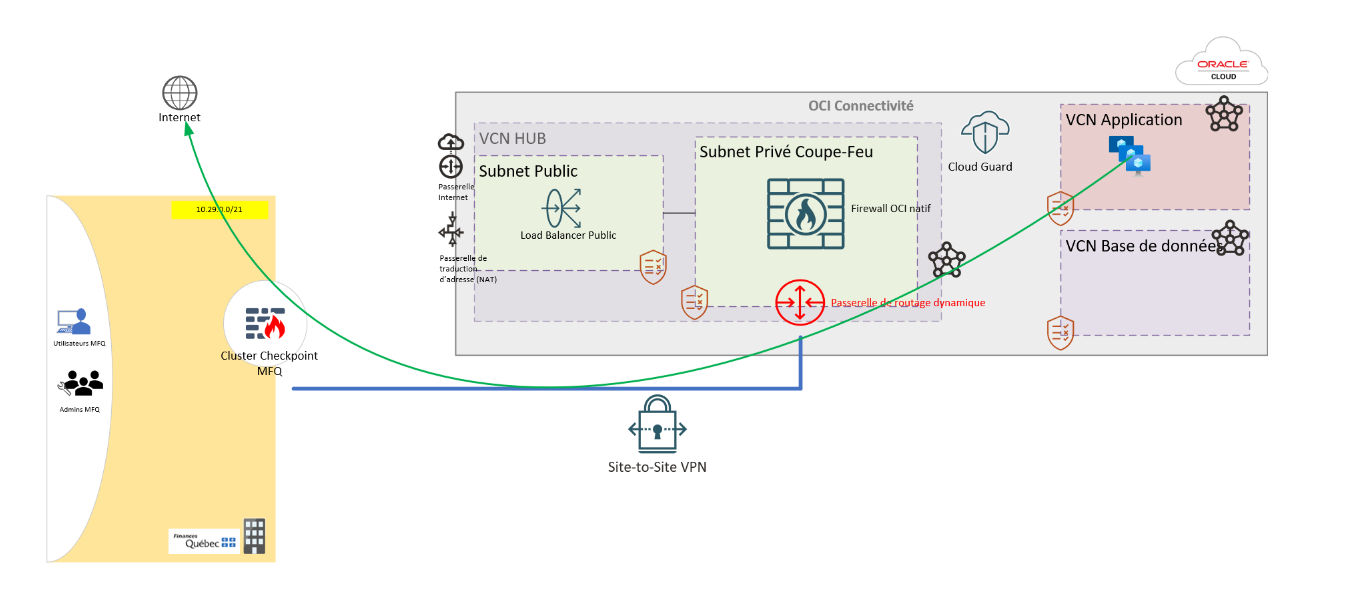 ORACLE
CLOUD
Internet
OCI Connectivité
VCN HUB
VCN Application
Subnet Privé Coupe-Feu
Subnet Public
Cloud Guard
Passerelle
Internet
10.29.0.0/21
Firewall OCI natif
Load Balancer Public
VCN Base de données
Passerelle de
traduction
d'adresse (NAT)
Passerelle de routage dynamique
Utilisateurs MFQ
Cluster Checkpoint
MFQ
Admins MFQ
Site-to-Site VPN
Finances
Québec